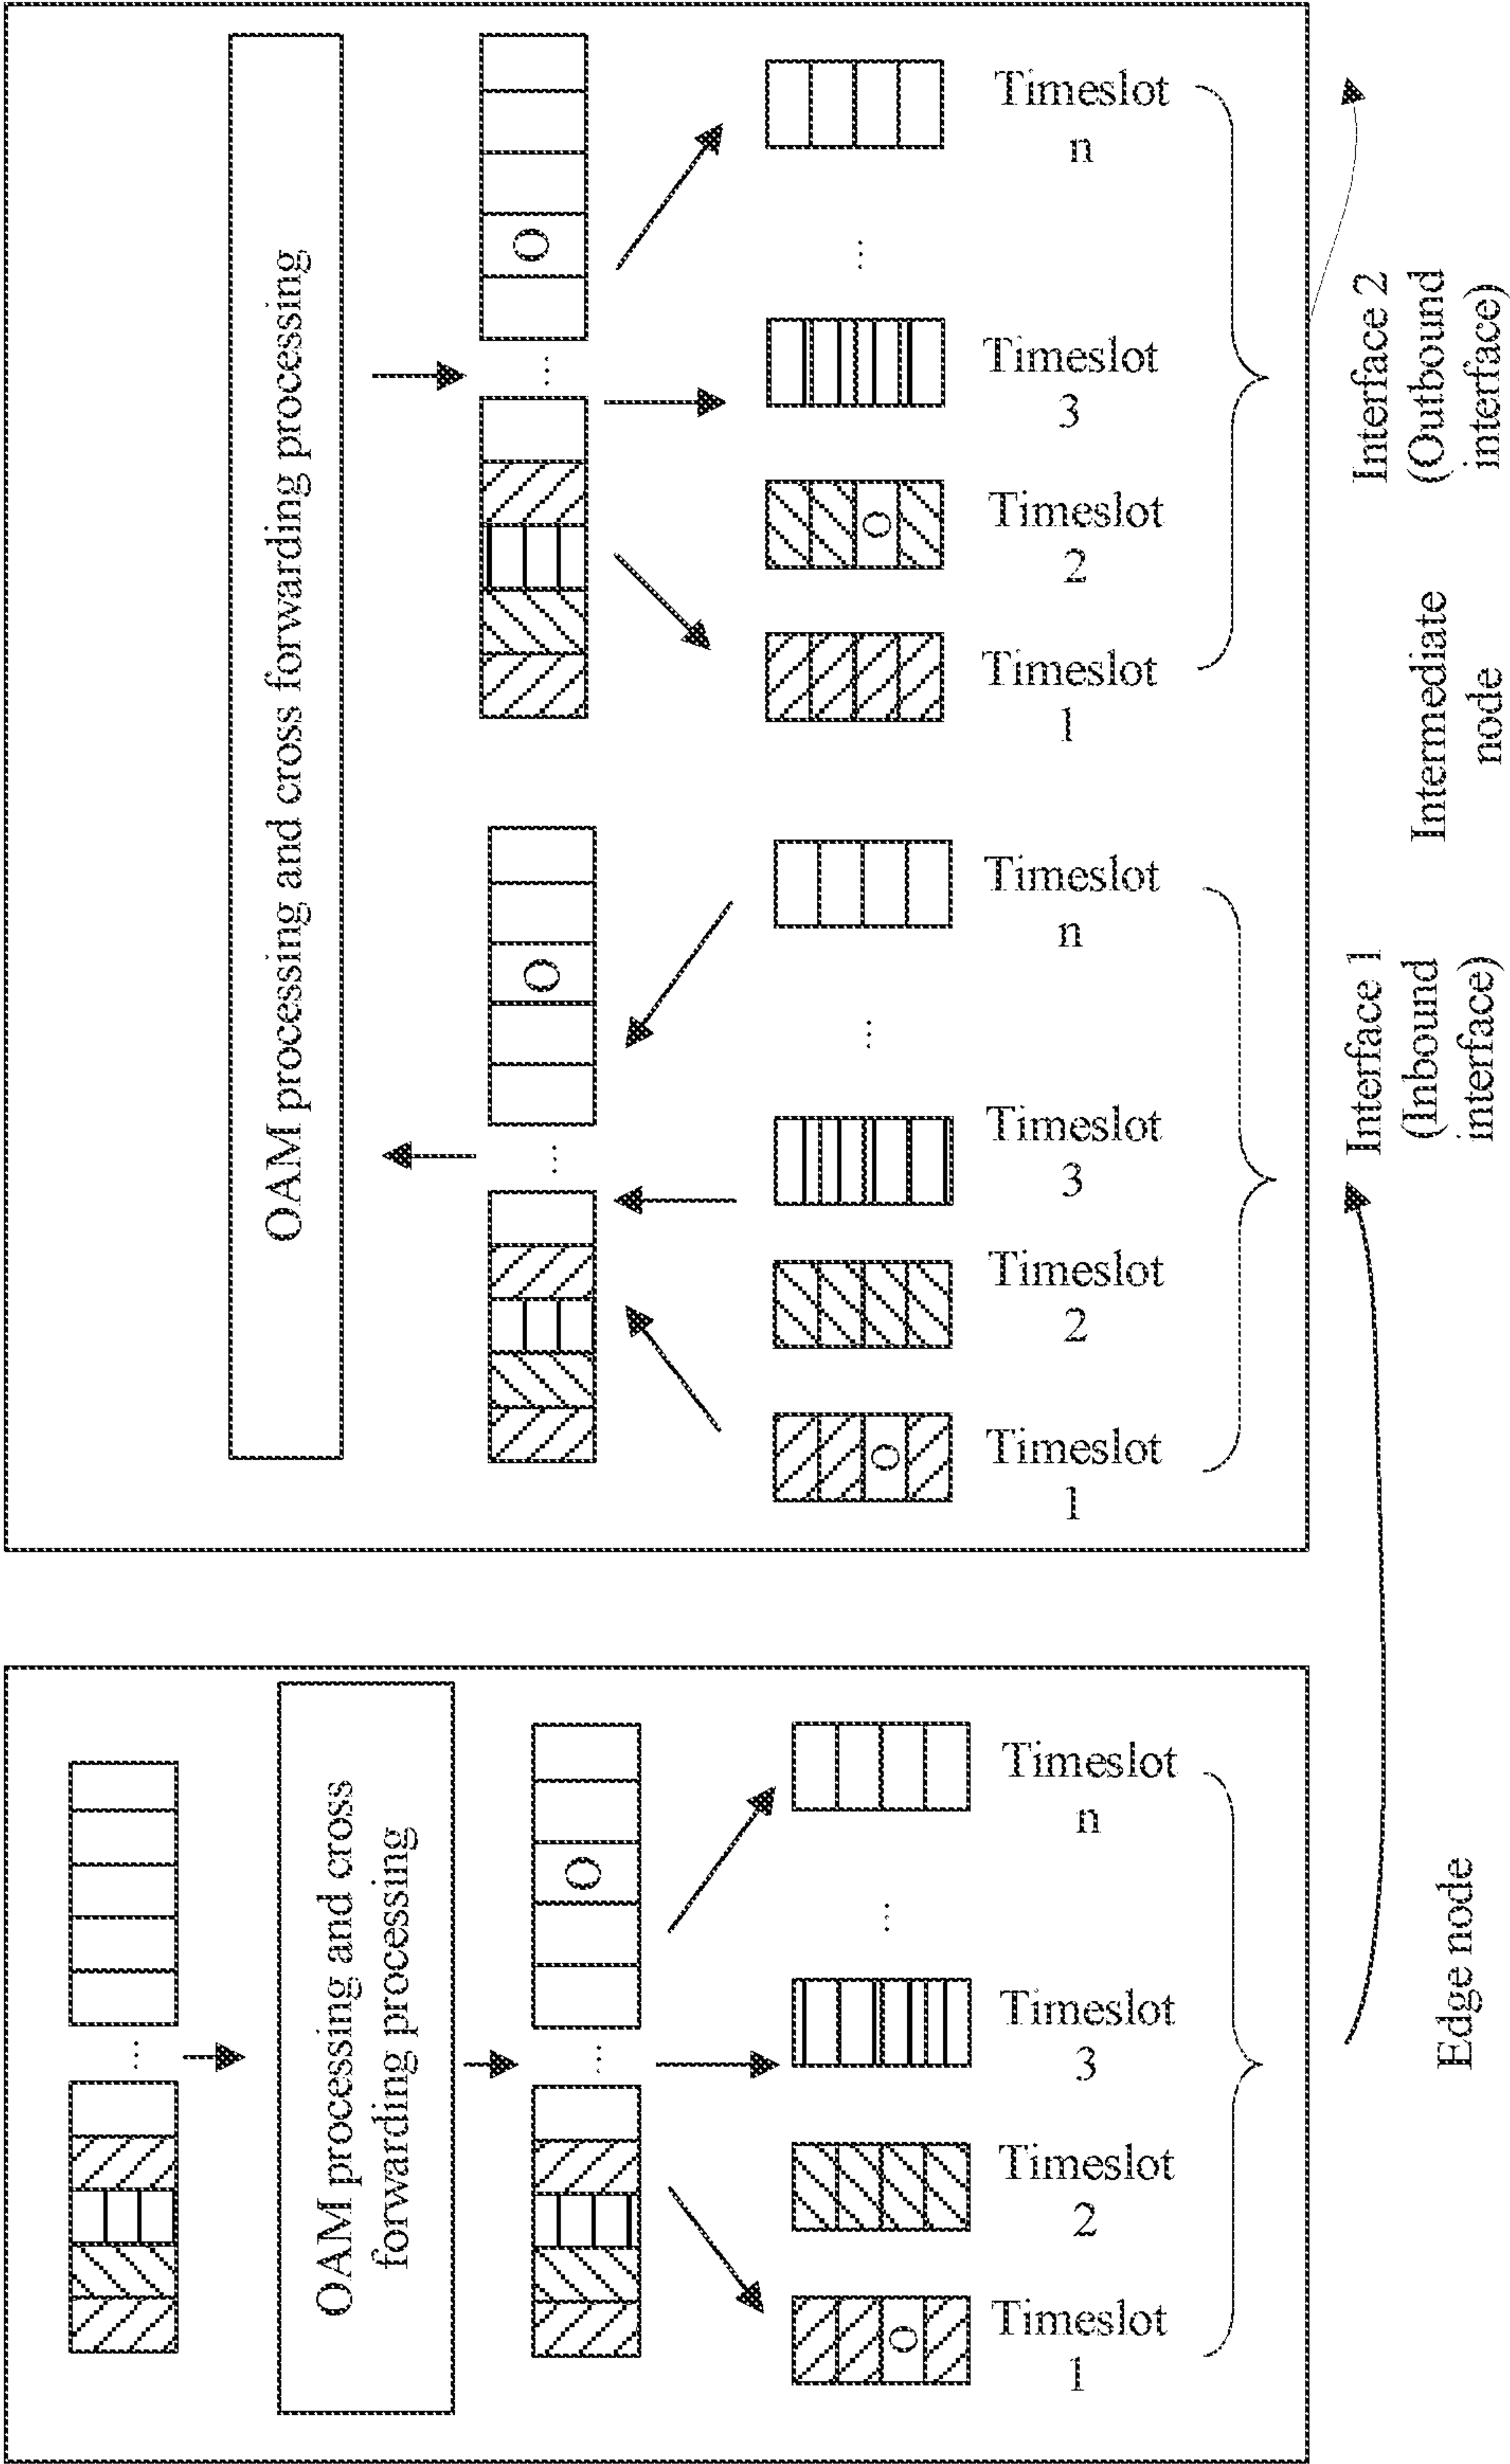 OAM processing and cross
forwarding processing
O
...
...
O
...
Timeslot
1
Timeslot
2
Timeslot
3
Timeslot
n
Edge node
OAM processing and cross forwarding processing
O
...
O
...
Timeslot
1
Timeslot
2
Timeslot
3
Timeslot
n
Interface 1
(Inbound
interface)
O
...
O
...
Timeslot
1
Timeslot
2
Timeslot
3
Timeslot
n
Interface 2
(Outbound
interface)
Intermediate
node